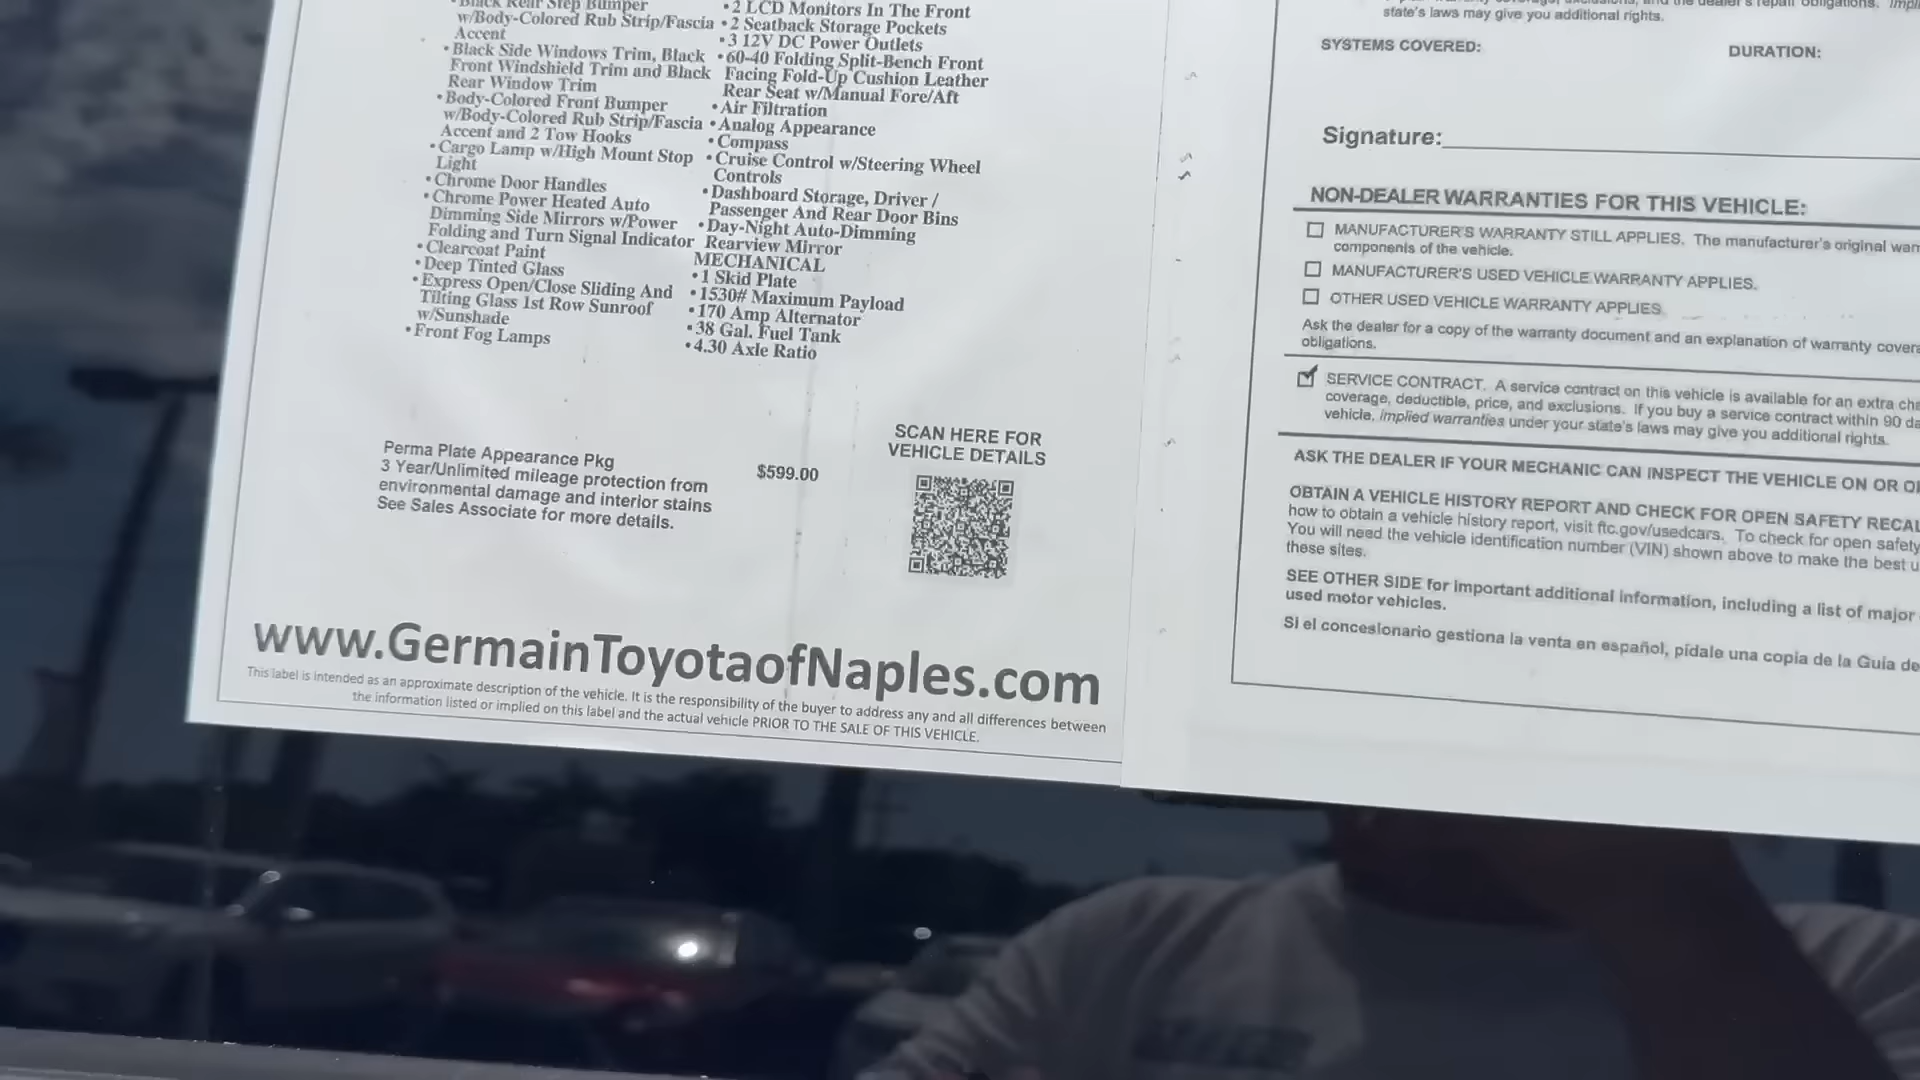 • Black Rear Step Bumper
w/Body-Colored Rub Strip/Fascia
Accent
• Black Side Windows Trim, Black
Front Windshield Trim and Black
Rear Window Trim
• Body-Colored Front Bumper
w/Body-Colored Rub Strip/Fascia
Accent and 2 Tow Hooks
• Cargo Lamp w/High Mount Stop
Light
• Chrome Door Handles
• Chrome Power Heated Auto
Dimming Side Mirrors w/Power
Folding and Turn Signal Indicator
• Clearcoat Paint
• Deep Tinted Glass
• Express Open/Close Sliding And
Tilting Glass 1st Row Sunroof
w/Sunshade
• Front Fog Lamps
• 2 LCD Monitors In The Front
• 2 Seatback Storage Pockets
• 3 12V DC Power Outlets
• 60-40 Folding Split-Bench Front
Facing Fold-Up Cushion Leather
Rear Seat w/Manual Fore/Aft
• Air Filtration
• Analog Appearance
• Compass
• Cruise Control w/Steering Wheel
Controls
• Dashboard Storage, Driver /
Passenger And Rear Door Bins
• Day-Night Auto-Dimming
Rearview Mirror
MECHANICAL
• 1 Skid Plate
• 1530# Maximum Payload
• 170 Amp Alternator
• 38 Gal. Fuel Tank
• 4.30 Axle Ratio
Perma Plate Appearance Pkg
3 Year/Unlimited mileage protection from
environmental damage and interior stains
See Sales Associate for more details.
$599.00
SCAN HERE FOR
VEHICLE DETAILS
www.GermainToyotaofNaples.com
This label is intended as an approximate description of the vehicle. It is the responsibility of the buyer to address any and all differences between
the information listed or implied on this label and the actual vehicle PRIOR TO THE SALE OF THIS VEHICLE.
the dealer's repair obligations.
state's laws may give you additional rights.
SYSTEMS COVERED:
DURATION:
Signature:
NON-DEALER WARRANTIES FOR THIS VEHICLE:
MANUFACTURER'S WARRANTY STILL APPLIES. The manufacturer's original
components of the vehicle.
MANUFACTURER'S USED VEHICLE WARRANTY APPLIES.
OTHER USED VEHICLE WARRANTY APPLIES
Ask the dealer for a copy of the warranty document and an explanation of warranty
obligations.
SERVICE CONTRACT. A service contract on this vehicle is available for an extra
coverage, deductible, price, and exclusions. If you buy a service contract within 90
vehicle, implied warranties under your state's laws may give you additional rights.
ASK THE DEALER IF YOUR MECHANIC CAN INSPECT THE VEHICLE ON OR
OBTAIN A VEHICLE HISTORY REPORT AND CHECK FOR OPEN SAFETY
how to obtain a vehicle history report, visit ftc.gov/usedcars. To check for open safety
You will need the vehicle identification number (VIN) shown above to make the best
these sites.
SEE OTHER SIDE for important additional information, including a list of major
used motor vehicles.
Si el concesionario gestiona la venta en español, pídale una copia de la Guía de